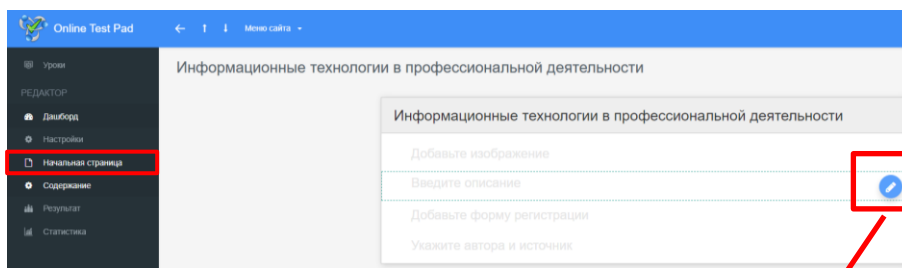 Online Test Pad
Меню сайта
Уроки
РЕДАКТОР
Дашборд
Настройки
Начальная страница
Содержание
Результат
Статистика
Информационные технологии в профессиональной деятельности
Информационные технологии в профессиональной деятельности
Добавьте изображение
Введите описание
Добавьте форму регистрации
Укажите автора и источник